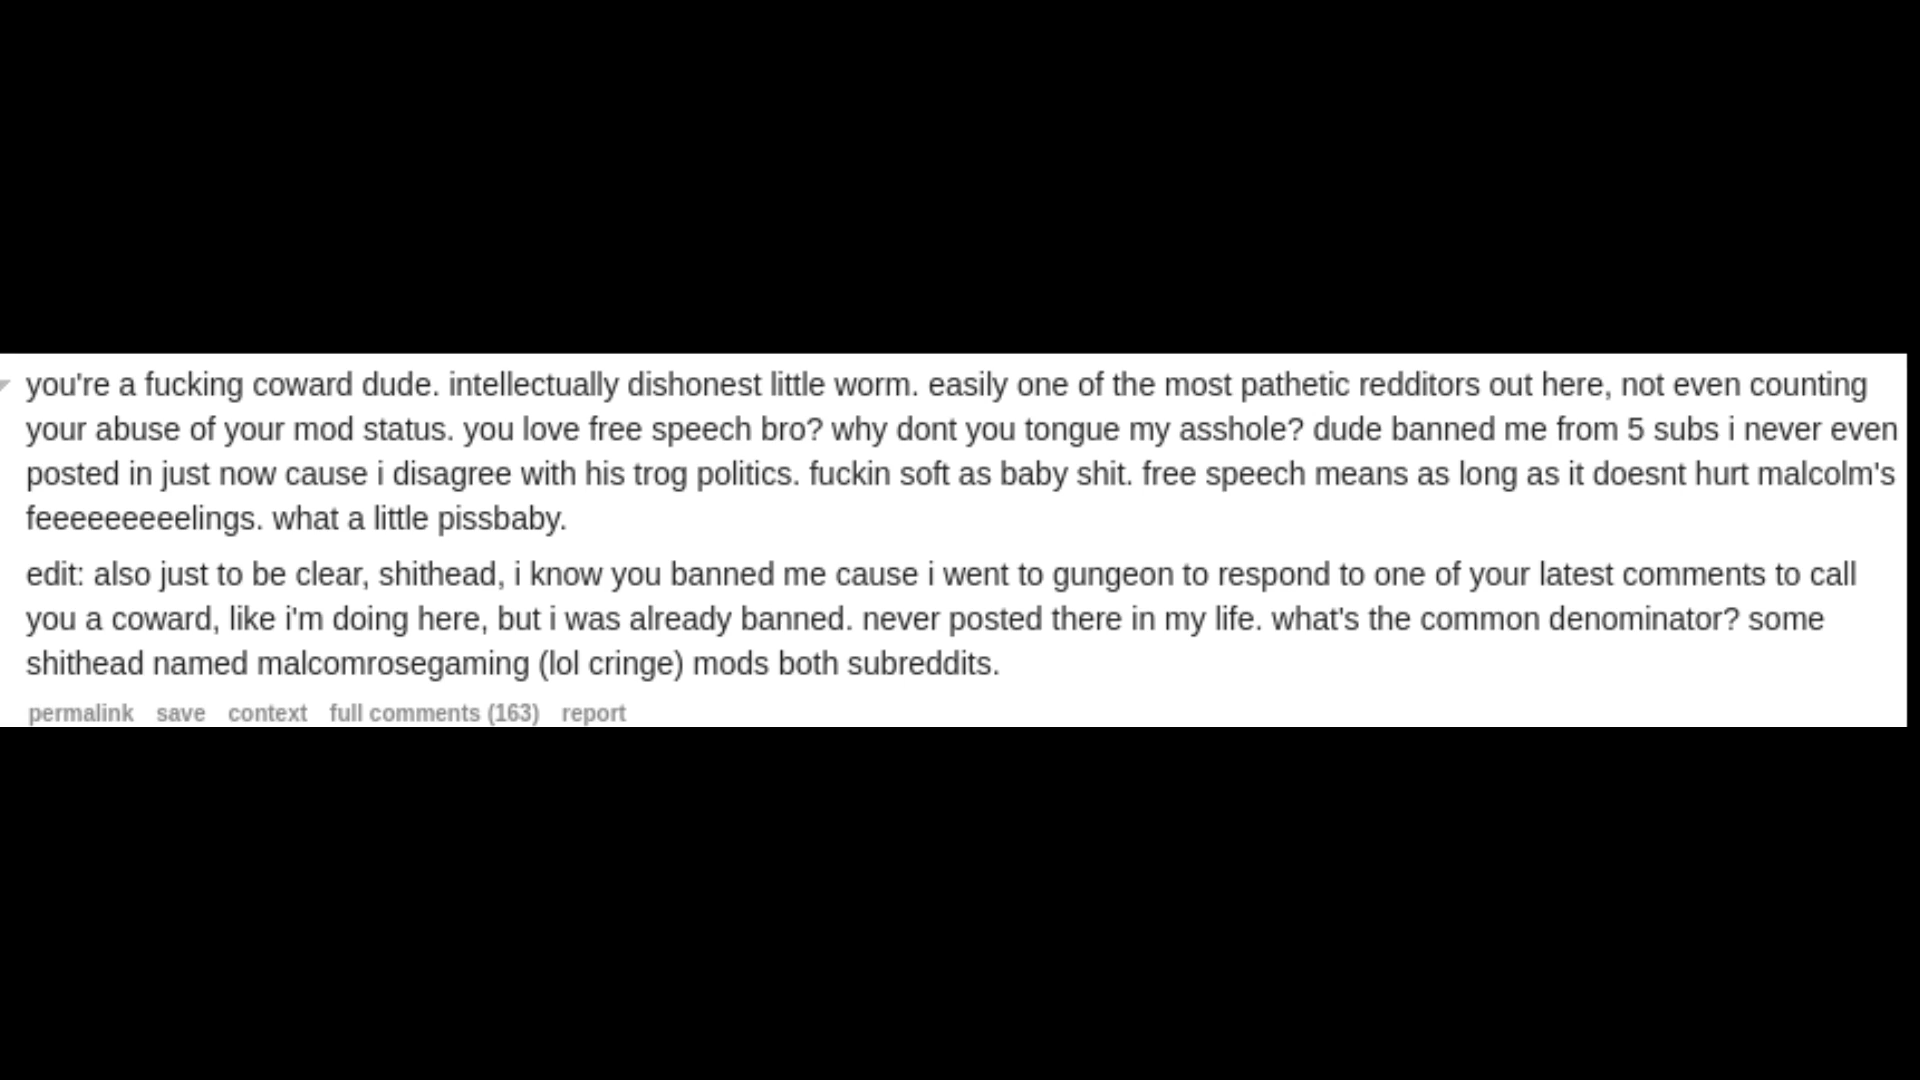 you're a fucking coward dude. intellectually dishonest little worm. easily one of the most pathetic redditors out here, not even counting
your abuse of your mod status. you love free speech bro? why dont you tongue my asshole? dude banned me from 5 subs i never even
posted in just now cause i disagree with his trog politics. fuckin soft as baby shit. free speech means as long as it doesnt hurt malcolm's
feeeeeeeeelings. what a little pissbaby.
edit: also just to be clear, shithead, i know you banned me cause i went to gungeon to respond to one of your latest comments to call
you a coward, like i'm doing here, but i was already banned. never posted there in my life. what's the common denominator? some
shithead named malcomrosegaming (lol cringe) mods both subreddits.
permalink save context full comments (163) report